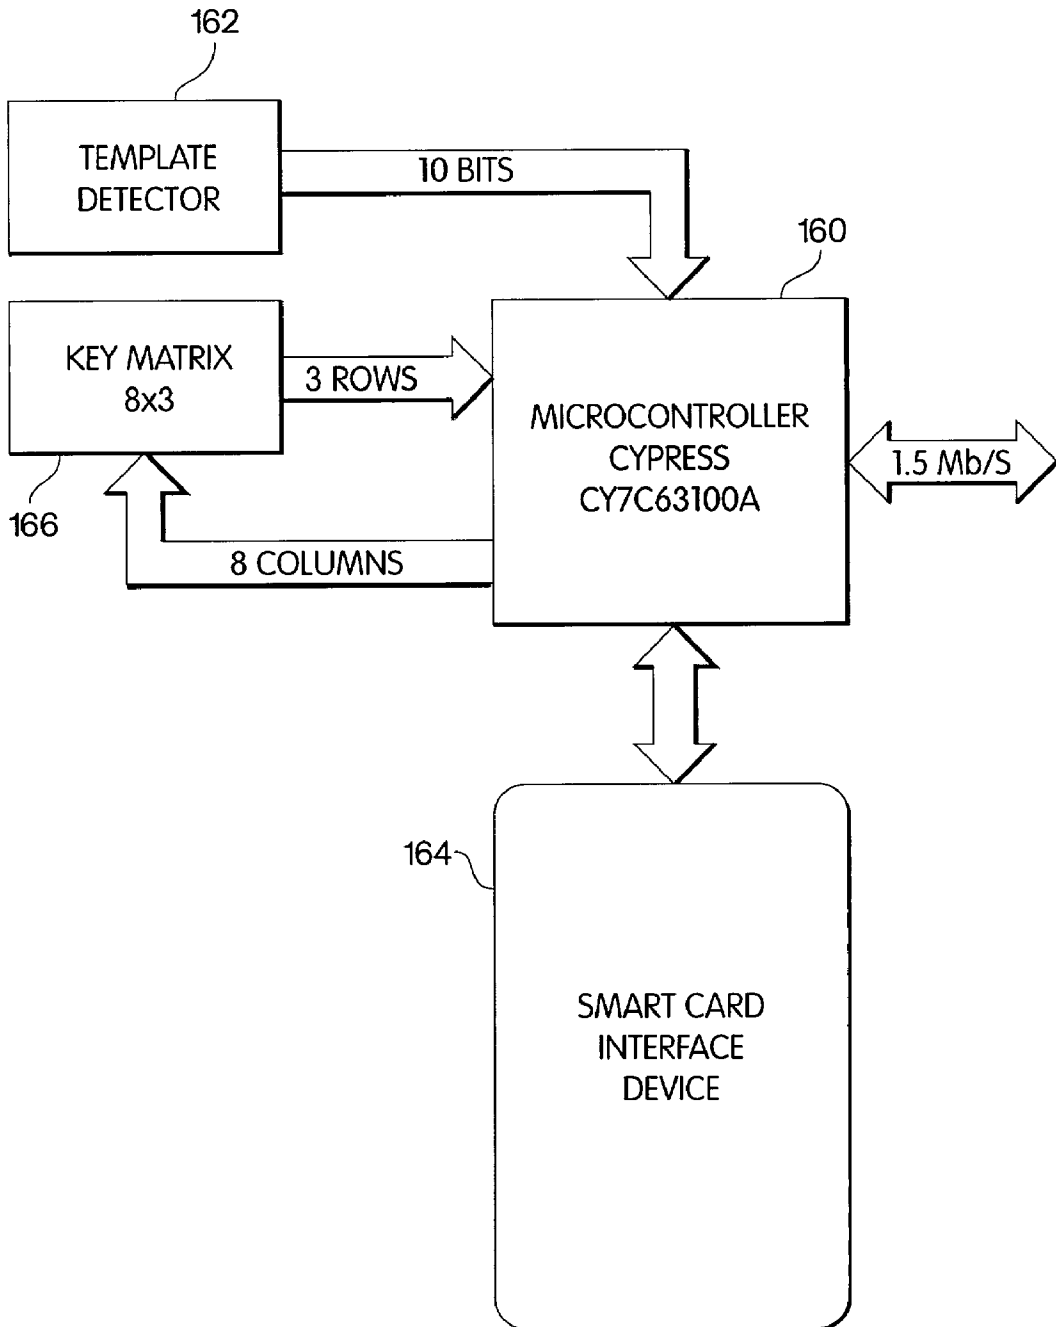 162
TEMPLATE
DETECTOR
10 BITS
160
KEY MATRIX
8x3
3 ROWS
MICROCONTROLLER
CYPRESS
CY7C63100A
1.5 Mb/S
166
8 COLUMNS
164
SMART CARD
INTERFACE
DEVICE